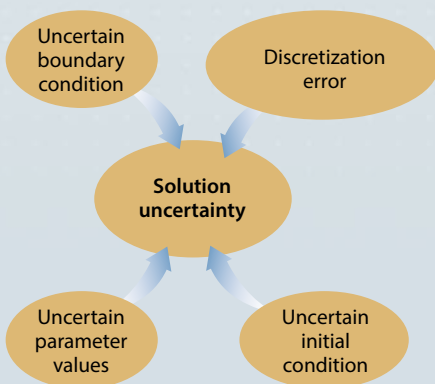 Uncertain
boundary
condition
Discretization
error
Solution
uncertainty
Uncertain
parameter
values
Uncertain
initial
condition